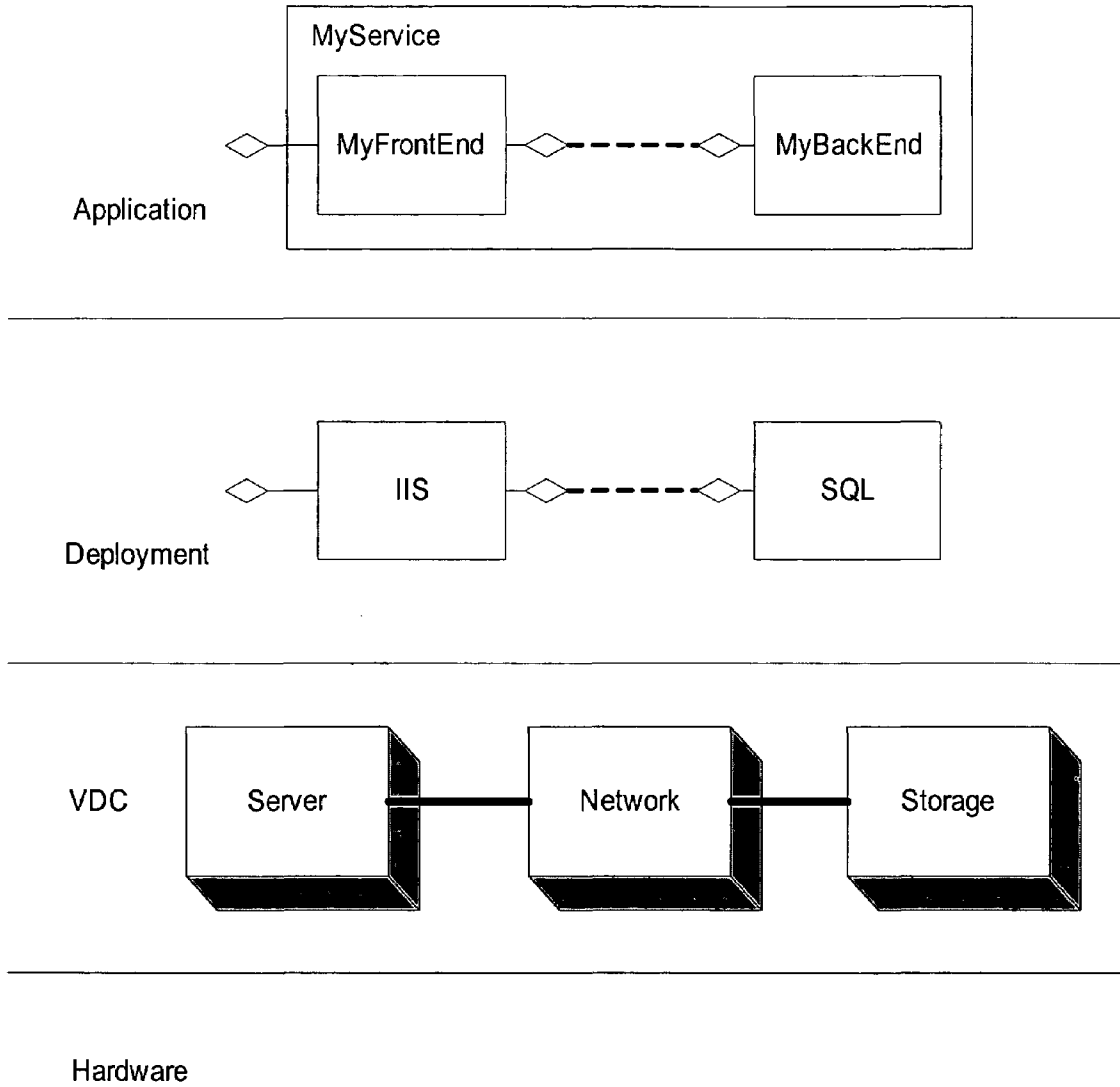 MyService
MyFrontEnd
MyBackEnd
Application
IIS
SQL
Deployment
VDC
Server
Network
Storage
Hardware